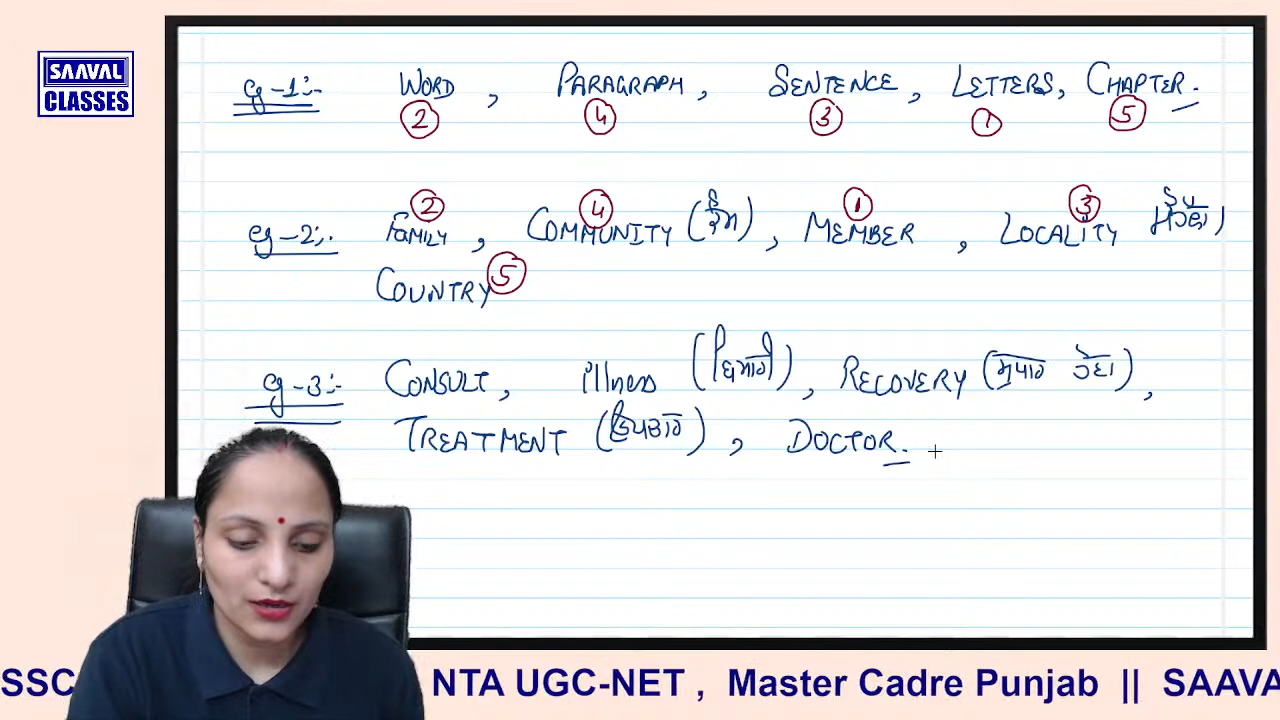 SAAVAL
CLASSES
eg-1:- WORD, PARAGRAPH, SENTENCE, LETTERS, CHAPTER.
2 4 3 1 5
2 4 1 3
eg-2:- FAMILY, COMMUNITY ( ), MEMBER, LOCALITY
COUNTRY 5
eg-3:- CONSULT, illness (ਬਿਮਾਰੀ), RECOVERY (ਸੁਧਾਰ ਹੋਣਾ),
TREATMENT (ਉਪਚਾਰ), DOCTOR.
SSC NTA UGC-NET , Master Cadre Punjab || SAAVA